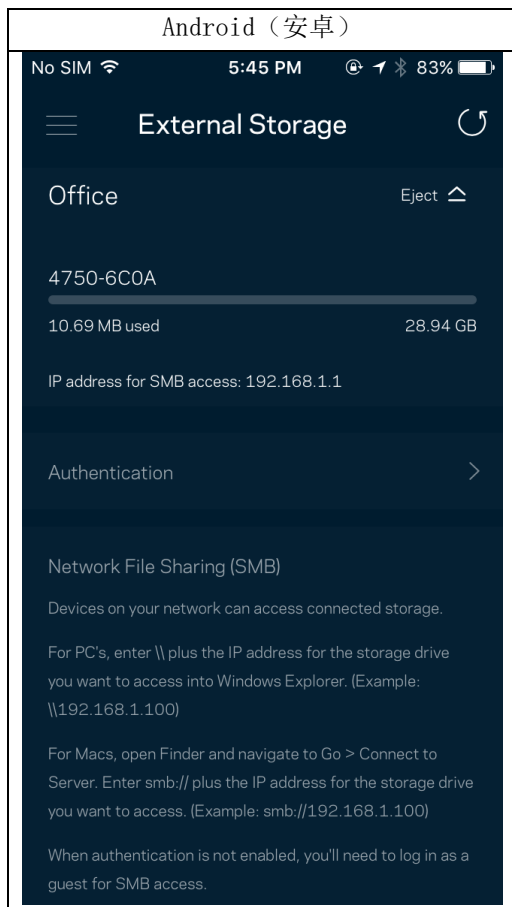 Android（安卓）
No SIM 5:45 PM 83%
External Storage
Office Eject
4750-6C0A
10.69 MB used 28.94 GB
IP address for SMB access: 192.168.1.1
Authentication
Network File Sharing (SMB)
Devices on your network can access connected storage.
For PC's, enter \\ plus the IP address for the storage drive
you want to access into Windows Explorer. (Example:
\\192.168.1.100)
For Macs, open Finder and navigate to Go > Connect to
Server. Enter smb:// plus the IP address for the storage drive
you want to access. (Example: smb://192.168.1.100)
When authentication is not enabled, you'll need to log in as a
guest for SMB access.